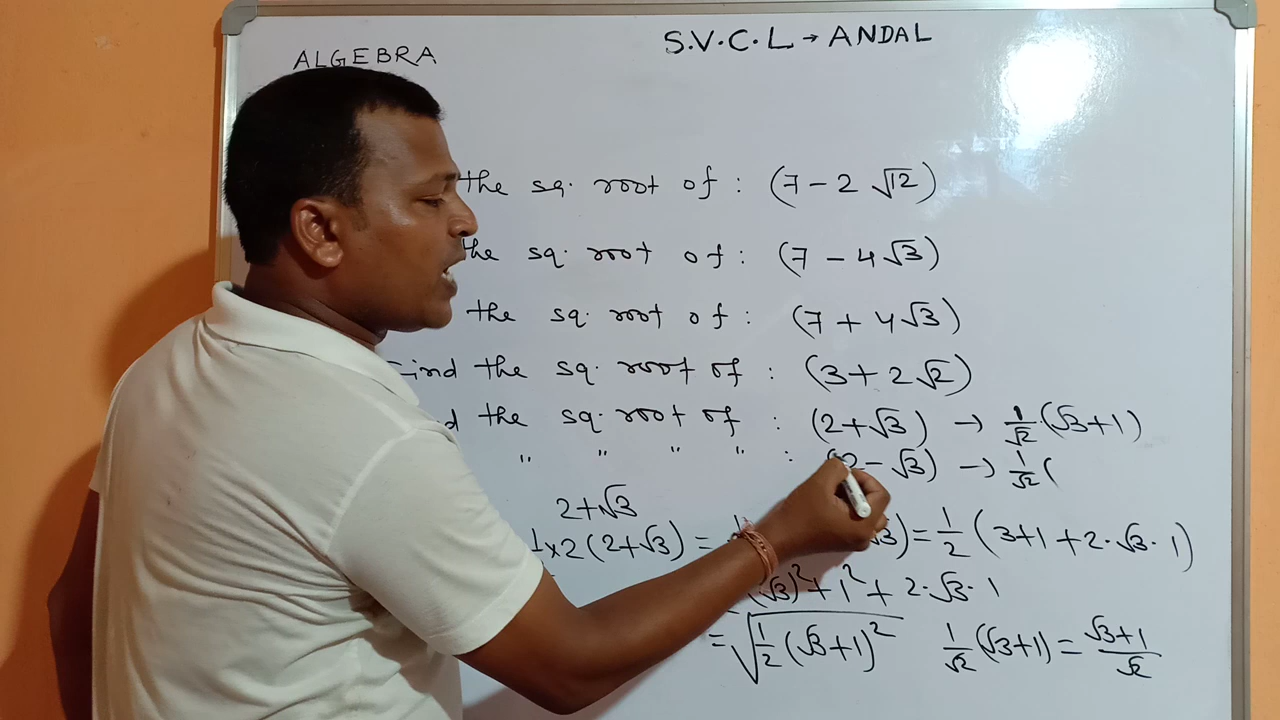 S.V.C.L → ANDAL
ALGEBRA
the sq. root of : (7 - 2√12)
the sq. root of : (7 - 4√3)
the sq. root of : (7 + 4√3)
Find the sq. root of : (3 + 2√2)
the sq. root of : (2+√3) → 1/√2 (√3+1)
" " " " : - √3) → 1/√2 (
2+√3
1/ ×2(2+√3) = = 1/2 (3+1 + 2·√3·1)
(√3)² + 1² + 2·√3·1
= √1/2 (√3+1)² 1/√2 (√3+1) = √3+1/√2